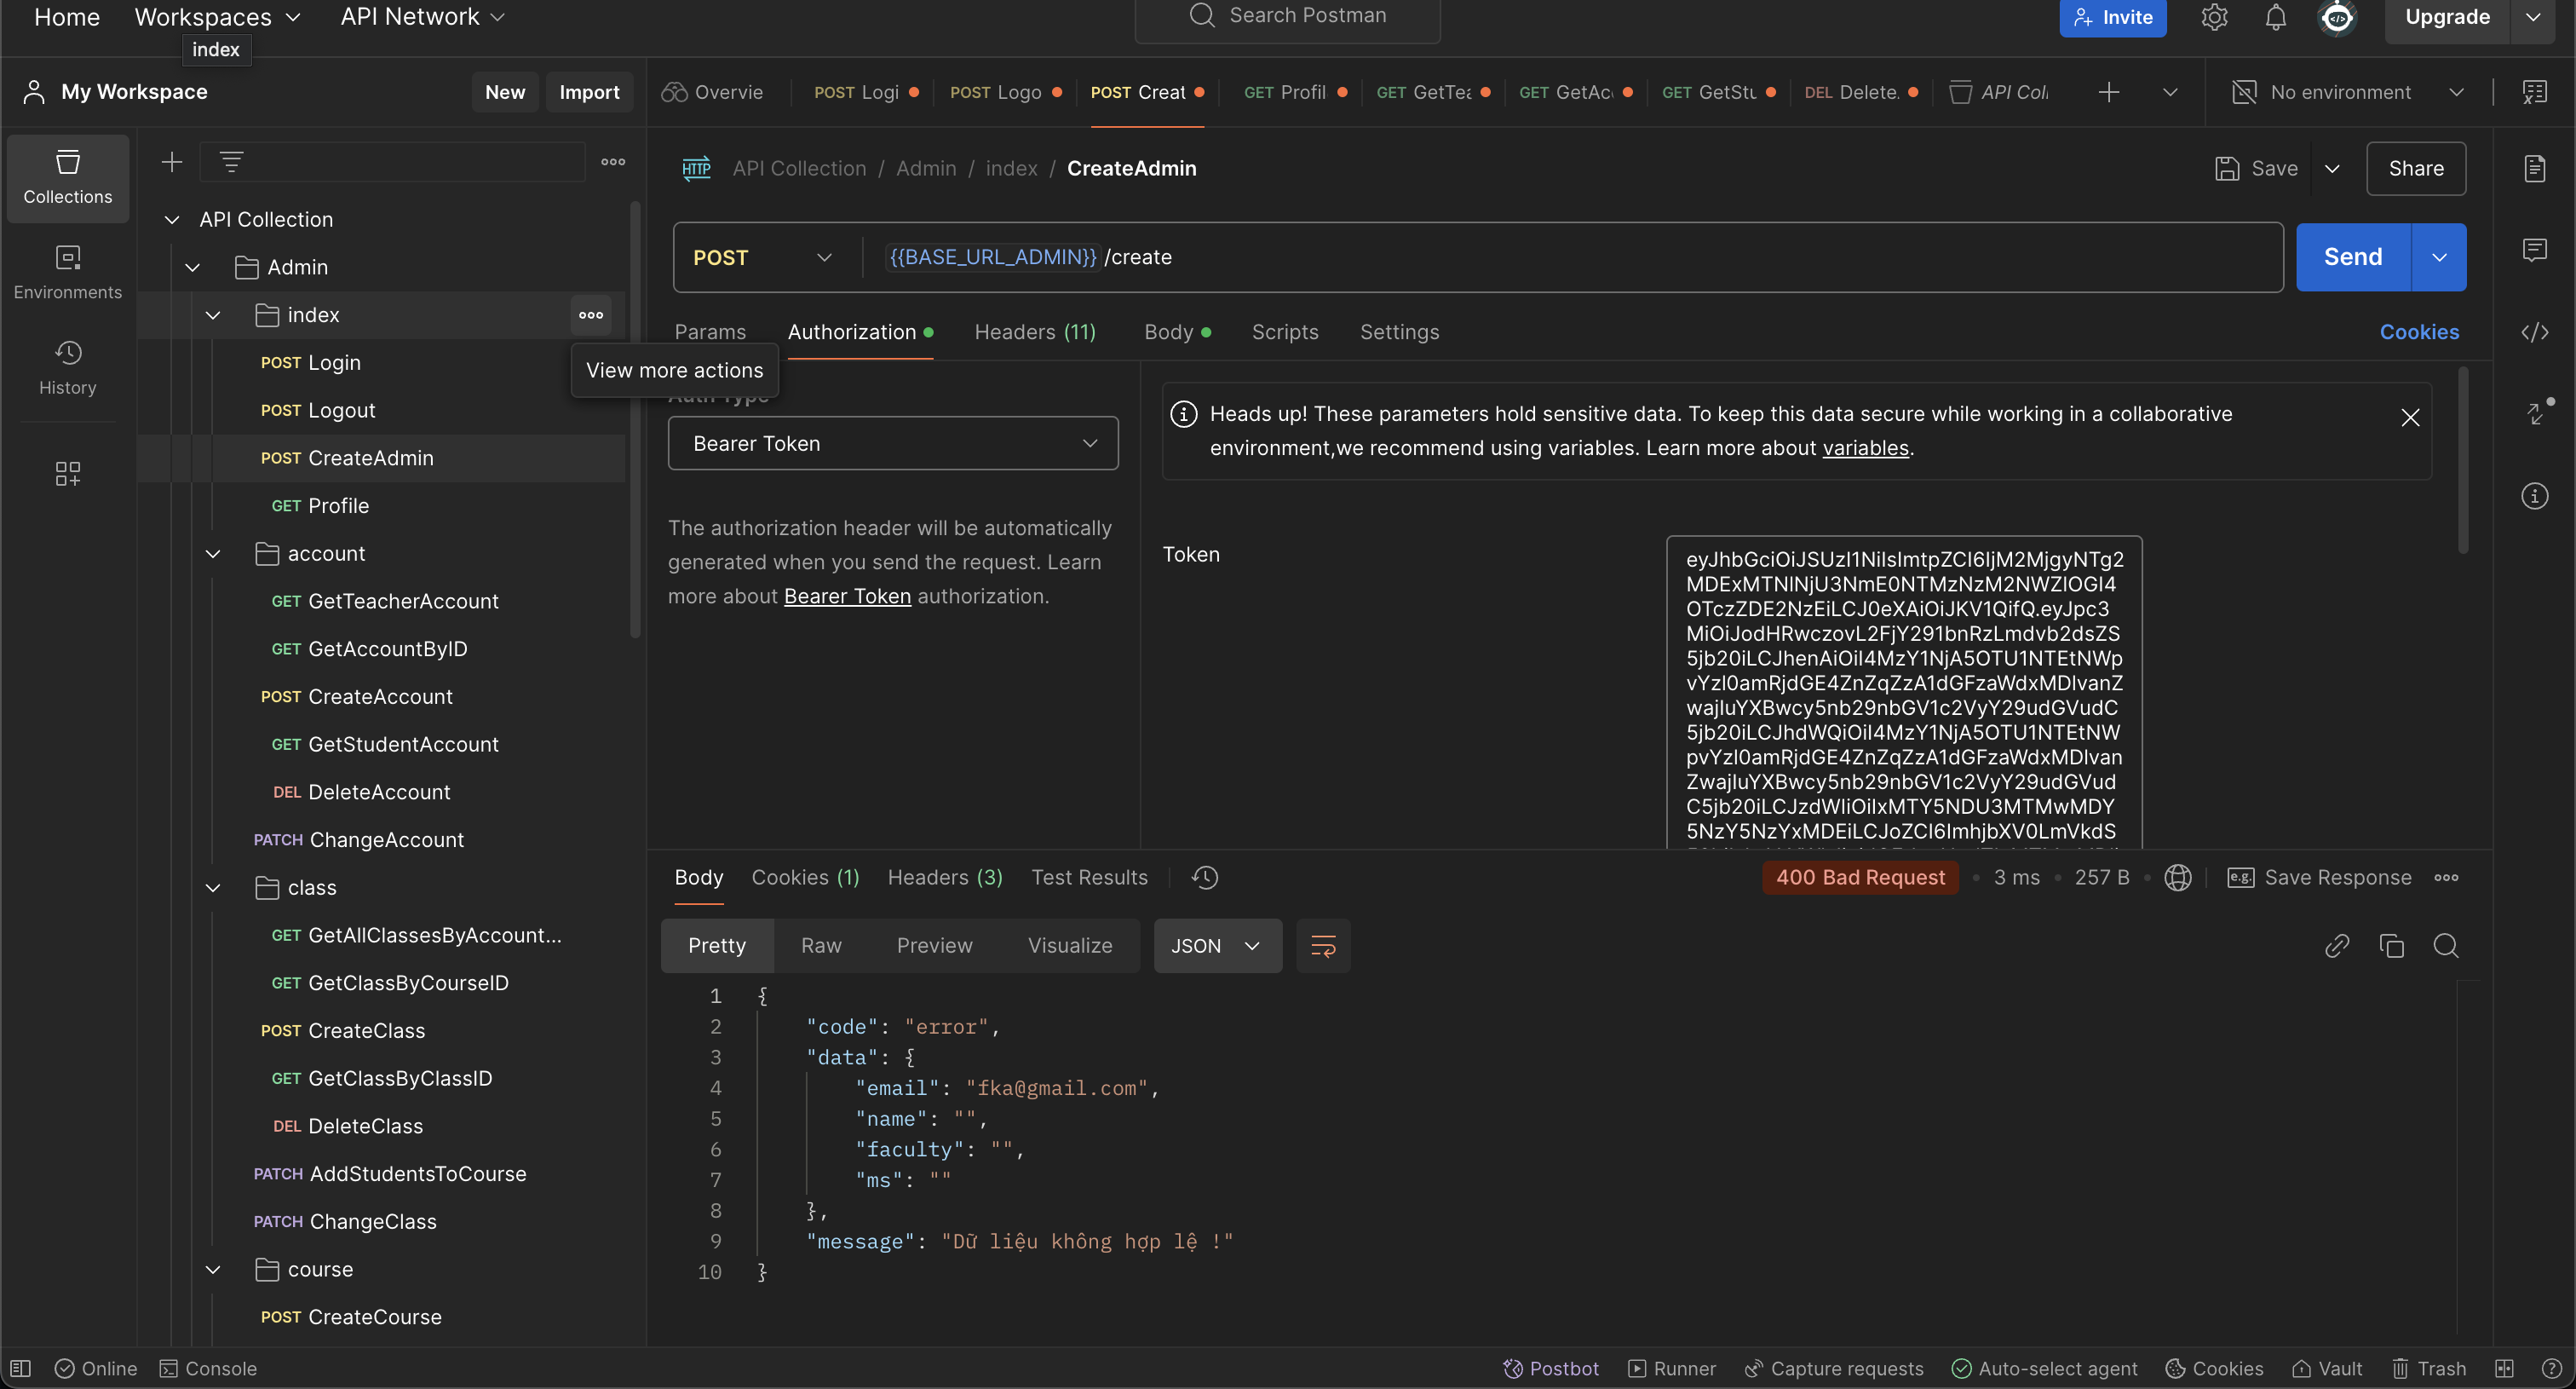 Home Workspaces API Network Search Postman Invite Upgrade
index
My Workspace New Import
Overvie POST Logi POST Logo POST Creat GET Profil GET GetTea GET GetAcc GET GetStu DEL Delete. API Coll No environment
Collections
Environments
History
API Collection
Admin
index
POST Login
POST Logout
POST CreateAdmin
GET Profile
account
GET GetTeacherAccount
GET GetAccountByID
POST CreateAccount
GET GetStudentAccount
DEL DeleteAccount
PATCH ChangeAccount
class
GET GetAllClassesByAccount...
GET GetClassByCourseID
POST CreateClass
GET GetClassByClassID
DEL DeleteClass
PATCH AddStudentsToCourse
PATCH ChangeClass
course
POST CreateCourse
View more actions
HTTP API Collection / Admin / index / CreateAdmin Save Share
POST {{BASE_URL_ADMIN}} /create Send
Params Authorization Headers (11) Body Scripts Settings Cookies
Auth Type
Bearer Token
The authorization header will be automatically
generated when you send the request. Learn
more about Bearer Token authorization.
Heads up! These parameters hold sensitive data. To keep this data secure while working in a collaborative
environment,we recommend using variables. Learn more about variables.
Token
Body Cookies (1) Headers (3) Test Results 400 Bad Request 3 ms 257 B e.g. Save Response
Pretty Raw Preview Visualize JSON
1 {
2 "code": "error",
3 "data": {
4 "email": "fka@gmail.com",
5 "name": "",
6 "faculty": "",
7 "ms": ""
8 },
9 "message": "Dữ liệu không hợp lệ !"
10 }
Online Console Postbot Runner Capture requests Auto-select agent Cookies Vault Trash